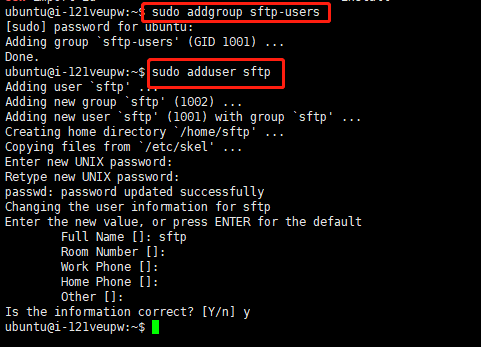 ubuntu@i-121veupw:~$ sudo addgroup sftp-users
[sudo] password for ubuntu:
Adding group `sftp-users' (GID 1001) ...
Done.
ubuntu@i-121veupw:~$ sudo adduser sftp
Adding user `sftp' ...
Adding new group `sftp' (1002) ...
Adding new user `sftp' (1001) with group `sftp' ...
Creating home directory `/home/sftp' ...
Copying files from `/etc/skel' ...
Enter new UNIX password:
Retype new UNIX password:
passwd: password updated successfully
Changing the user information for sftp
Enter the new value, or press ENTER for the default
Full Name []: sftp
Room Number []:
Work Phone []:
Home Phone []:
Other []:
Is the information correct? [Y/n] y
ubuntu@i-121veupw:~$